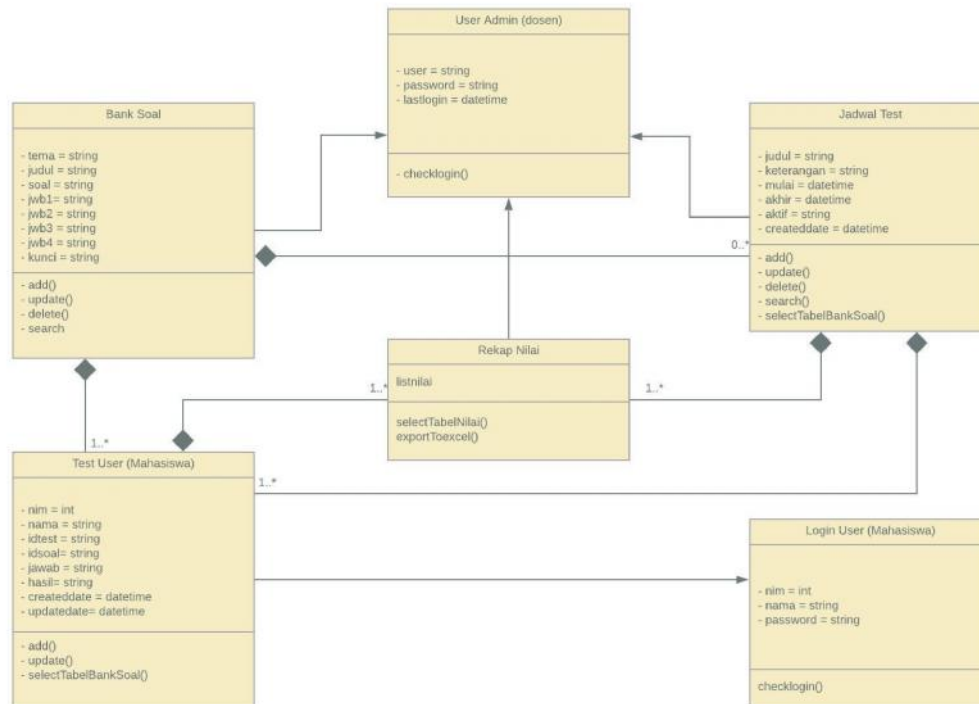 User Admin (dosen)
- user = string
- password = string
- lastlogin = datetime
- checklogin()
Bank Soal
- tema = string
- judul = string
- soal = string
- jwb1= string
- jwb2 = string
- jwb3 = string
- jwb4 = string
- kunci = string
- add()
- update()
- delete()
- search
Jadwal Test
- judul = string
- keterangan = string
- mulai = datetime
- akhir = datetime
- aktif = string
- createddate = datetime
- add()
- update()
- delete()
- search()
- selectTabelBankSoal()
0..*
Rekap Nilai
listnilai
selectTabelNilai()
exportToexcel()
1..*
1..*
1..*
1..*
Test User (Mahasiswa)
- nim = int
- nama = string
- idtest = string
- idsoal= string
- jawab = string
- hasil= string
- createddate = datetime
- updatedate= datetime
- add()
- update()
- selectTabelBankSoal()
Login User (Mahasiswa)
- nim = int
- nama = string
- password = string
checklogin()